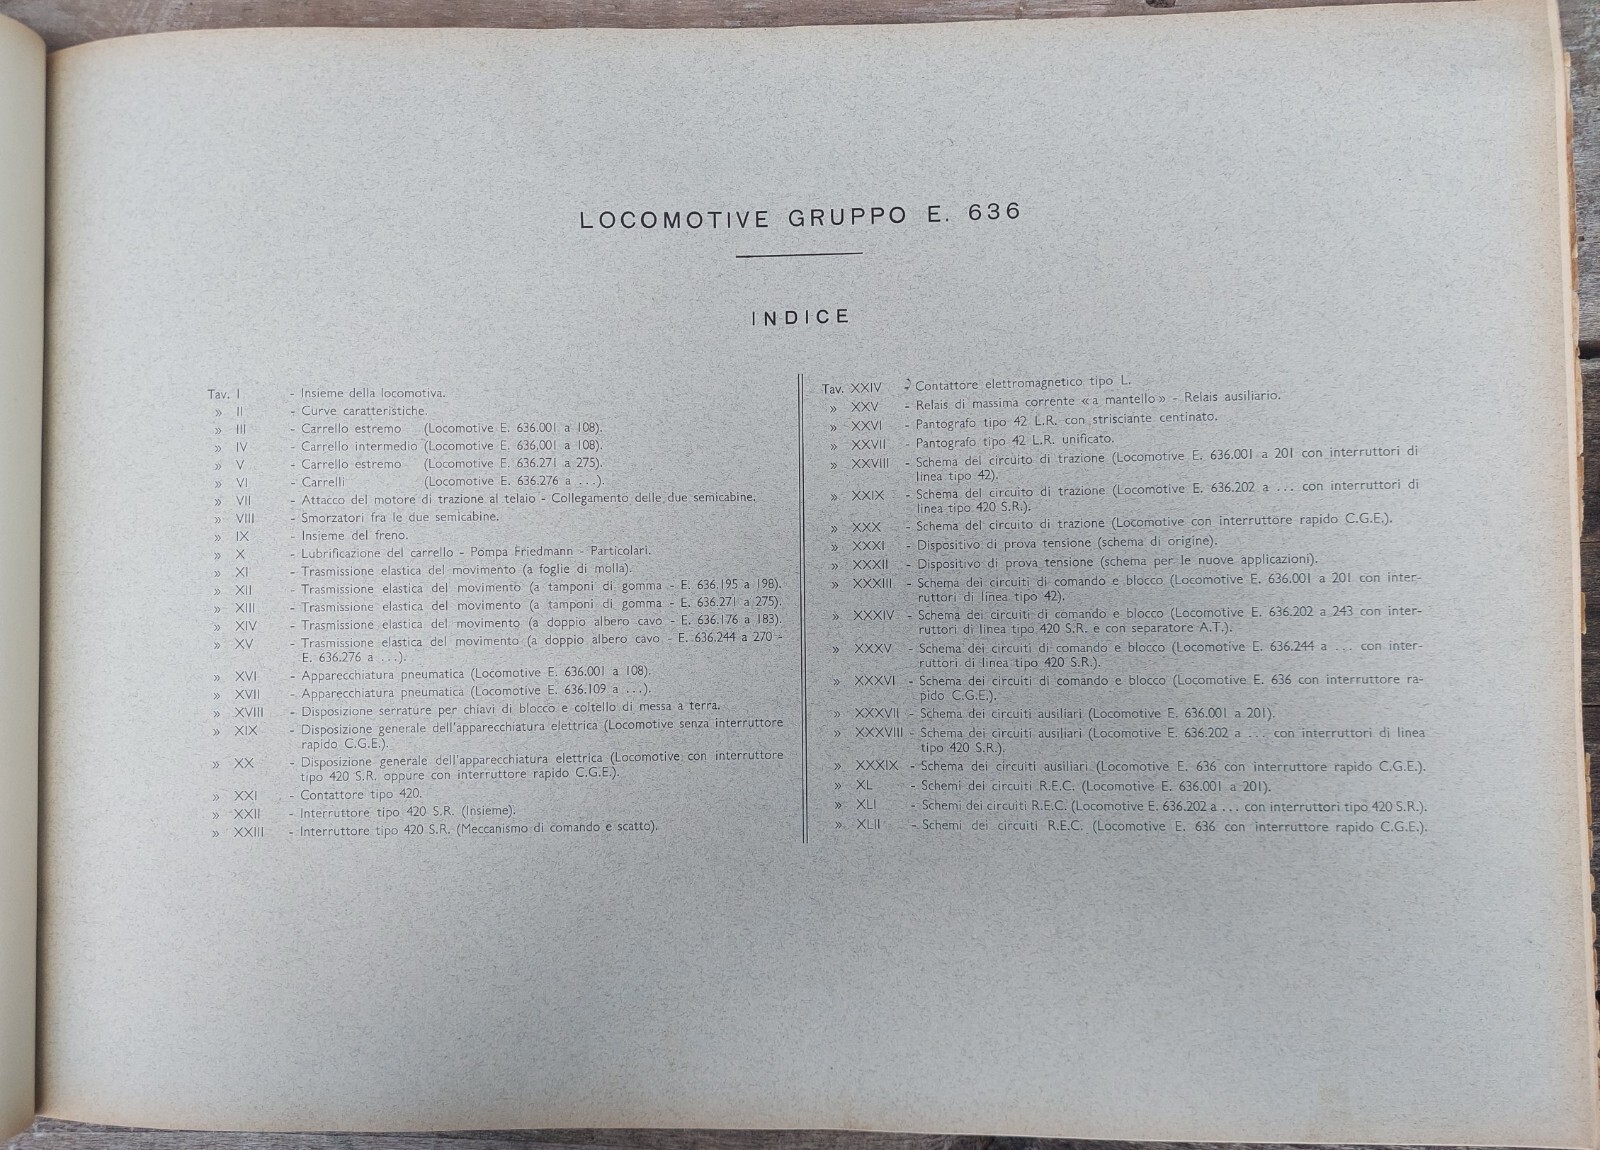 LOCOMOTIVE GRUPPO E. 636
INDICE
Tav. I - Insieme della locomotiva.
» II - Curve caratteristiche.
» III - Carrello estremo (Locomotive E. 636.001 a 108).
» IV - Carrello intermedio (Locomotive E. 636.001 a 108).
» V - Carrello estremo (Locomotive E. 636.271 a 275).
» VI - Carrelli (Locomotive E. 636.276 a ...).
» VII - Attacco del motore di trazione al telaio - Collegamento delle due semicabine.
» VIII - Smorzatori fra le due semicabine.
» IX - Insieme del freno.
» X - Lubrificazione del carrello - Pompa Friedmann - Particolari.
» XI - Trasmissione elastica del movimento (a foglie di molla).
» XII - Trasmissione elastica del movimento (a tamponi di gomma - E. 636.195 a 198).
» XIII - Trasmissione elastica del movimento (a tamponi di gomma - E. 636.271 a 275).
» XIV - Trasmissione elastica del movimento (a doppio albero cavo - E. 636.176 a 183).
» XV - Trasmissione elastica del movimento (a doppio albero cavo - E. 636.244 a 270 -
E. 636.276 a ...).
» XVI - Apparecchiatura pneumatica (Locomotive E. 636.001 a 108).
» XVII - Apparecchiatura pneumatica (Locomotive E. 636.109 a ...).
» XVIII - Disposizione serrature per chiavi di blocco e coltello di messa a terra.
» XIX - Disposizione generale dell'apparecchiatura elettrica (Locomotive senza interruttore
rapido C.G.E.).
» XX - Disposizione generale dell'apparecchiatura elettrica (Locomotive con interruttore
tipo 420 S.R. oppure con interruttore rapido C.G.E.).
» XXI - Contattore tipo 420.
» XXII - Interruttore tipo 420 S.R. (Insieme).
» XXIII - Interruttore tipo 420 S.R. (Meccanismo di comando e scatto).
Tav. XXIV - Contattore elettromagnetico tipo L.
» XXV - Relais di massima corrente «a mantello» - Relais ausiliario.
» XXVI - Pantografo tipo 42 L.R. con strisciante centinato.
» XXVII - Pantografo tipo 42 L.R. unificato.
» XXVIII - Schema del circuito di trazione (Locomotive E. 636.001 a 201 con interruttori di
linea tipo 42).
» XXIX - Schema del circuito di trazione (Locomotive E. 636.202 a ... con interruttori di
linea tipo 420 S.R.).
» XXX - Schema del circuito di trazione (Locomotive con interruttore rapido C.G.E.).
» XXXI - Dispositivo di prova tensione (schema di origine).
» XXXII - Dispositivo di prova tensione (schema per le nuove applicazioni).
» XXXIII - Schema dei circuiti di comando e blocco (Locomotive E. 636.001 a 201 con inter-
ruttori di linea tipo 42).
» XXXIV - Schema dei circuiti di comando e blocco (Locomotive E. 636.202 a 243 con inter-
ruttori di linea tipo 420 S.R. e con separatore A.T.).
» XXXV - Schema dei circuiti di comando e blocco (Locomotive E. 636.244 a ... con inter-
ruttori di linea tipo 420 S.R.).
» XXXVI - Schema dei circuiti di comando e blocco (Locomotive E. 636 con interruttore ra-
pido C.G.E.).
» XXXVII - Schema dei circuiti ausiliari (Locomotive E. 636.001 a 201).
» XXXVIII - Schema dei circuiti ausiliari (Locomotive E. 636.202 a ... con interruttori di linea
tipo 420 S.R.).
» XXXIX - Schema dei circuiti ausiliari (Locomotive E. 636 con interruttore rapido C.G.E.).
» XL - Schemi dei circuiti R.E.C. (Locomotive E. 636.001 a 201).
» XLI - Schemi dei circuiti R.E.C. (Locomotive E. 636.202 a ... con interruttori tipo 420 S.R.).
» XLII - Schemi dei circuiti R.E.C. (Locomotive E. 636 con interruttore rapido C.G.E.).